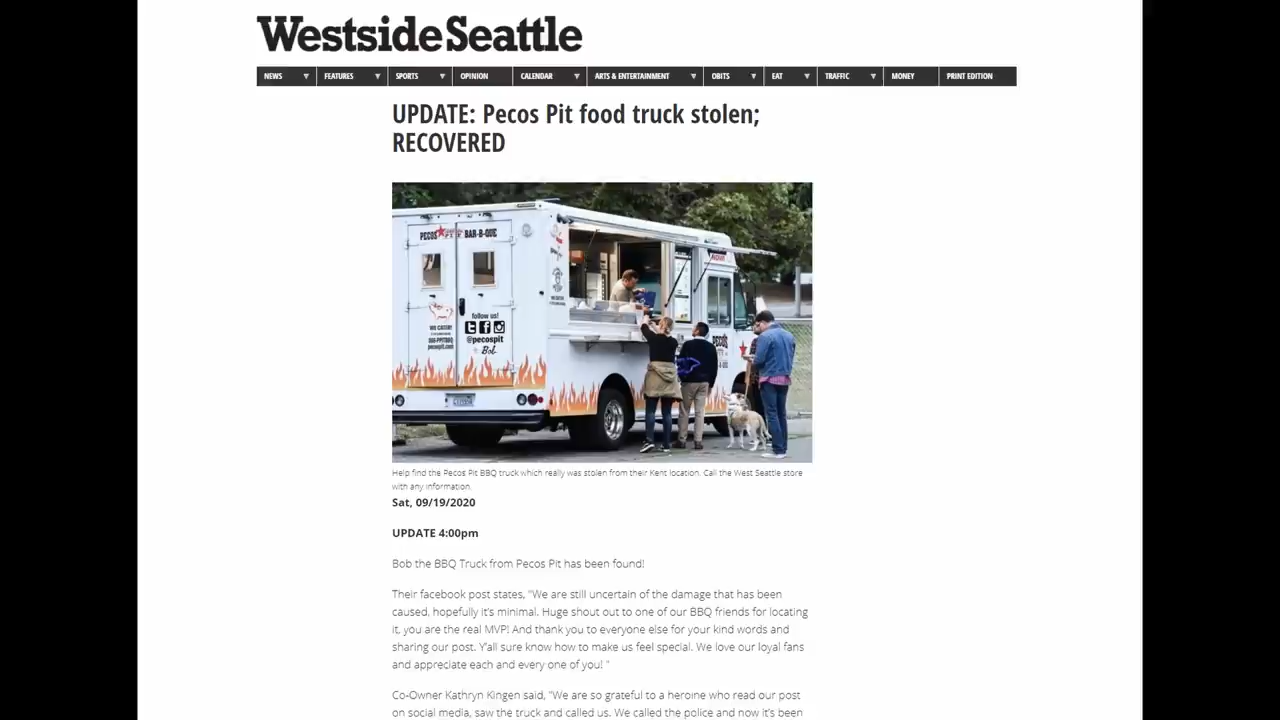 Westside Seattle
NEWS FEATURES SPORTS OPINION CALENDAR ARTS & ENTERTAINMENT OBITS EAT TRAFFIC MONEY PRINT EDITION
UPDATE: Pecos Pit food truck stolen;
RECOVERED
PECOS PIT BAR-B-QUE
follow us!
WE CATER!
@pecospit
pecospit.com
Bob
PECOS
Help find the Pecos Pit BBQ truck which really was stolen from their Kent location. Call the West Seattle store
with any information.
Sat, 09/19/2020
UPDATE 4:00pm
Bob the BBQ Truck from Pecos Pit has been found!
Their facebook post states, "We are still uncertain of the damage that has been
caused, hopefully it's minimal. Huge shout out to one of our BBQ friends for locating
it, you are the real MVP! And thank you to everyone else for your kind words and
sharing our post. Y'all sure know how to make us feel special. We love our loyal fans
and appreciate each and every one of you! "
Co-Owner Kathryn Kingen said, "We are so grateful to a heroine who read our post
on social media, saw the truck and called us. We called the police and now it's been